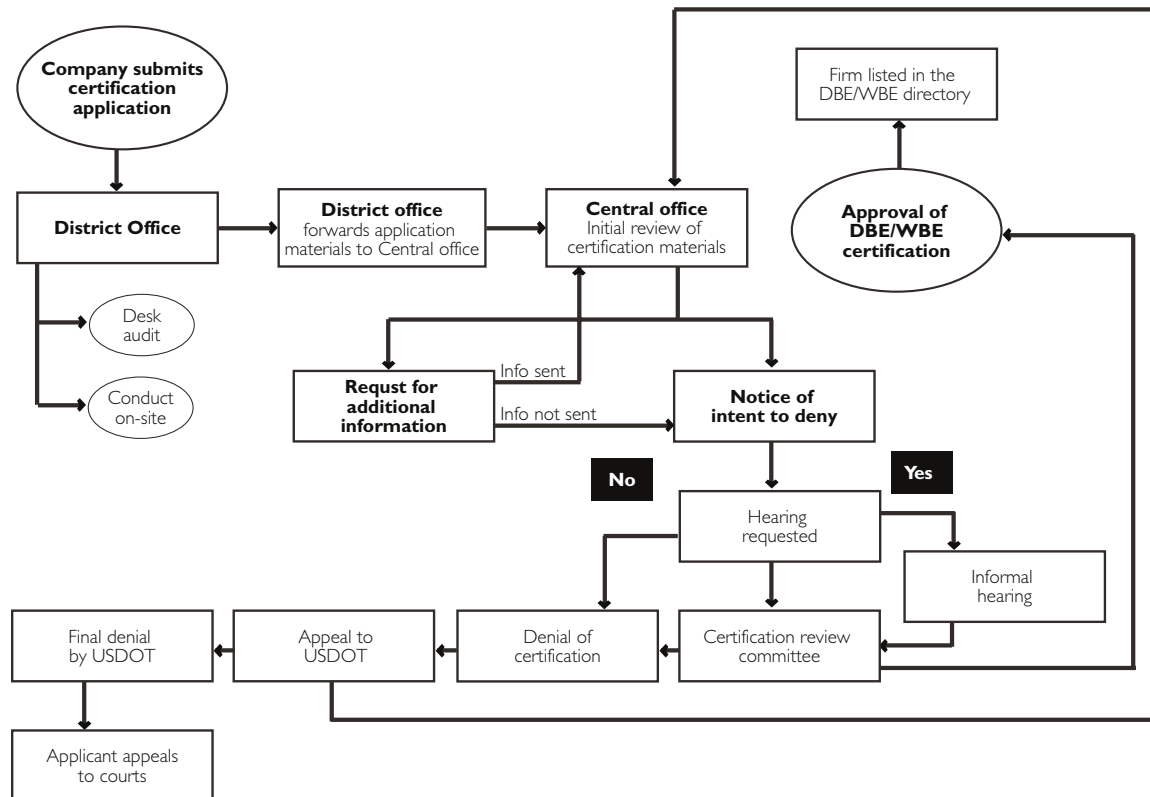 Company submits
certification
application
Firm listed in the
DBE/WBE directory
District Office
District office
forwards application
materials to Central office
Central office
Initial review of
certification materials
Approval of
DBE/WBE
certification
Desk
audit
Conduct
on-site
Requst for
additional
information
Info sent
Info not sent
Notice of
intent to deny
No
Yes
Hearing
requested
Informal
hearing
Final denial
by USDOT
Appeal to
USDOT
Denial of
certification
Certification review
committee
Applicant appeals
to courts